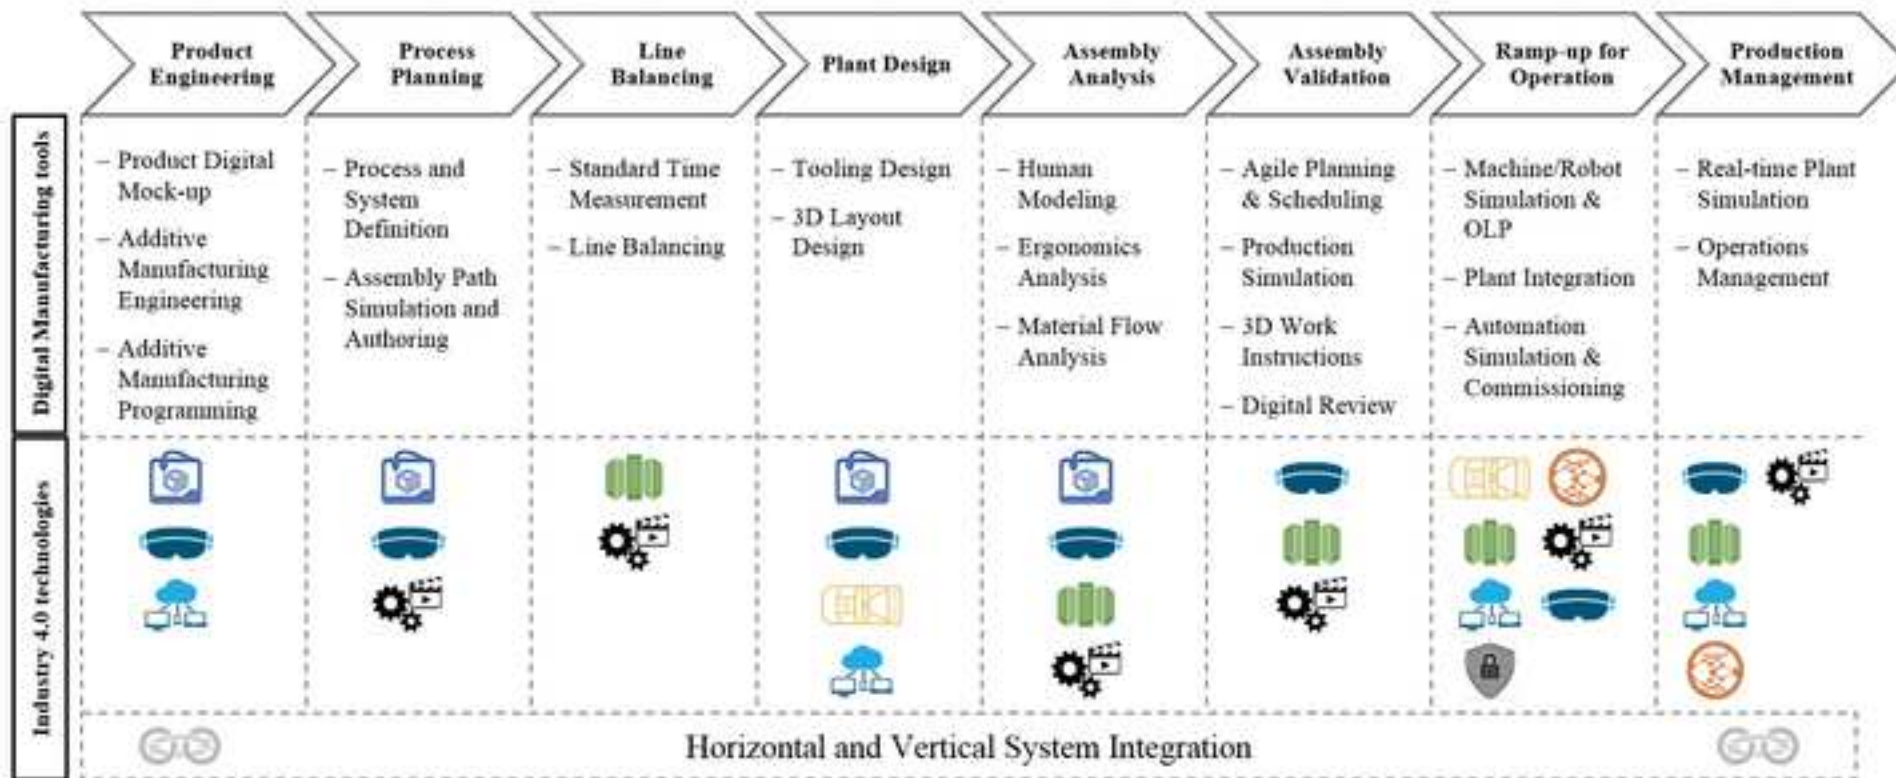 Product
Engineering
Process
Planning
Line
Balancing
Plant Design
Assembly
Analysis
Assembly
Validation
Ramp-up for
Operation
Production
Management
Digital Manufacturing tools
– Product Digital
Mock-up
– Additive
Manufacturing
Engineering
– Additive
Manufacturing
Programming
– Process and
System
Definition
– Assembly Path
Simulation and
Authoring
– Standard Time
Measurement
– Line Balancing
– Tooling Design
– 3D Layout
Design
– Human
Modeling
– Ergonomics
Analysis
– Material Flow
Analysis
– Agile Planning
& Scheduling
– Production
Simulation
– 3D Work
Instructions
– Digital Review
– Machine/Robot
Simulation &
OLP
– Plant Integration
– Automation
Simulation &
Commissioning
– Real-time Plant
Simulation
– Operations
Management
Industry 4.0 technologies
Horizontal and Vertical System Integration